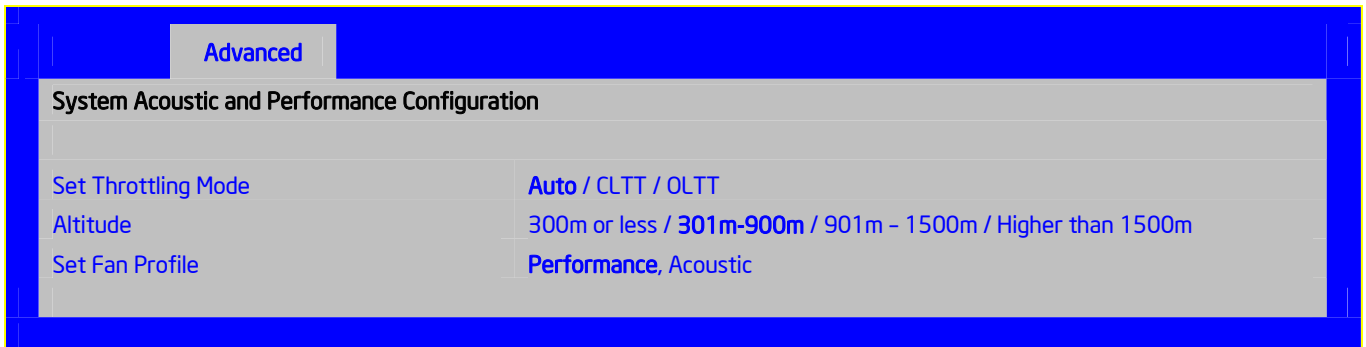 Advanced
System Acoustic and Performance Configuration
Set Throttling Mode Auto / CLTT / OLTT
Altitude 300m or less / 301m-900m / 901m – 1500m / Higher than 1500m
Set Fan Profile Performance, Acoustic